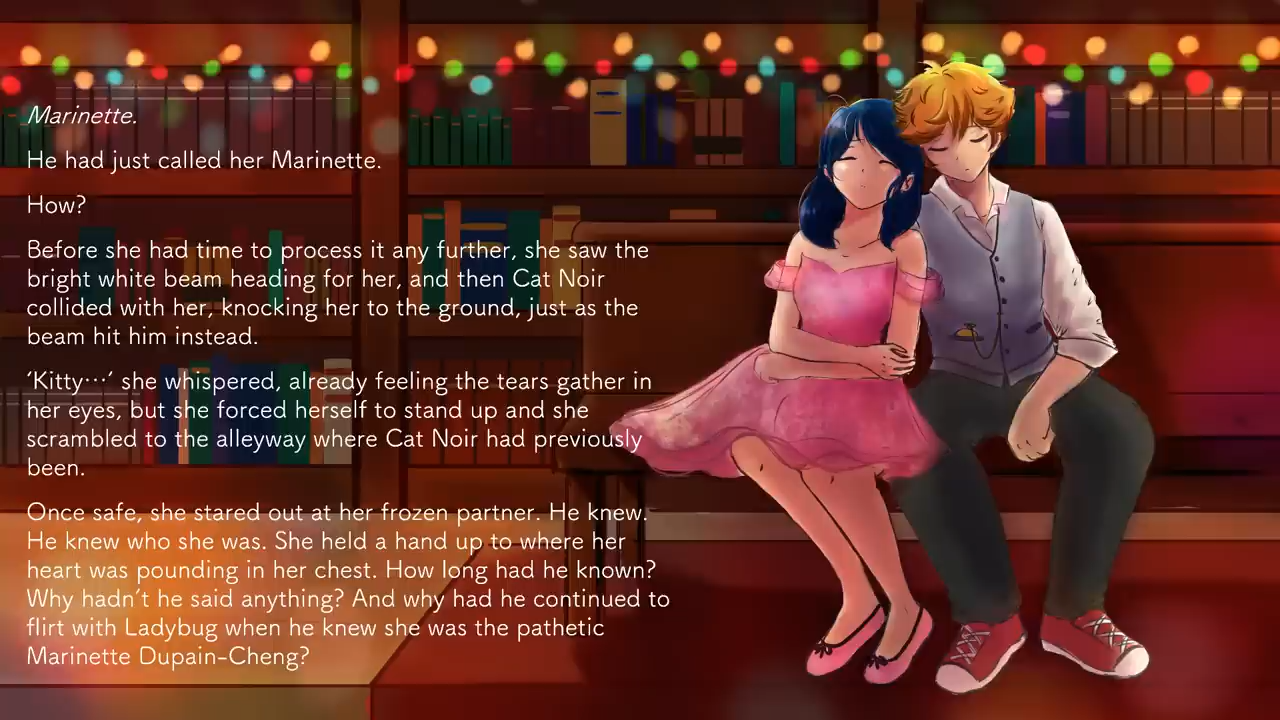 Marinette.
He had just called her Marinette.
How?
Before she had time to process it any further, she saw the
bright white beam heading for her, and then Cat Noir
collided with her, knocking her to the ground, just as the
beam hit him instead.
‘Kitty…’ she whispered, already feeling the tears gather in
her eyes, but she forced herself to stand up and she
scrambled to the alleyway where Cat Noir had previously
been.
Once safe, she stared out at her frozen partner. He knew.
He knew who she was. She held a hand up to where her
heart was pounding in her chest. How long had he known?
Why hadn’t he said anything? And why had he continued to
flirt with Ladybug when he knew she was the pathetic
Marinette Dupain-Cheng?